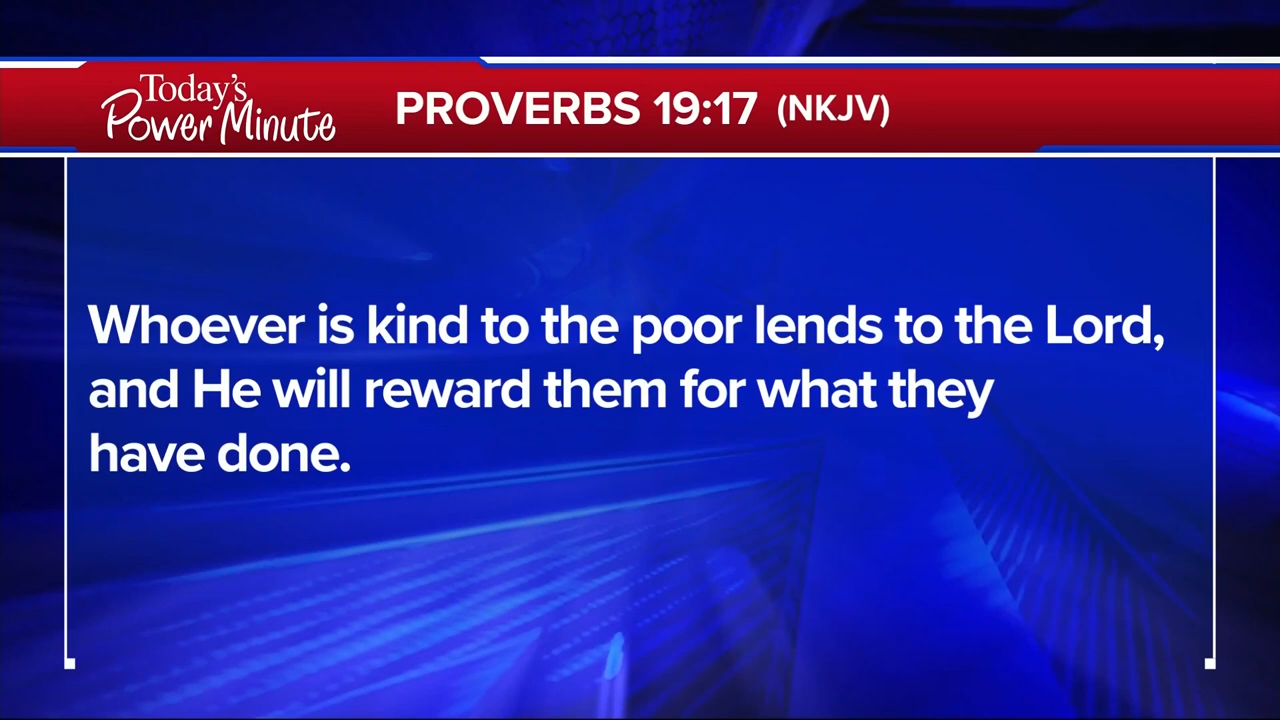 Today's
Power Minute
PROVERBS 19:17 (NKJV)
Whoever is kind to the poor lends to the Lord,
and He will reward them for what they
have done.